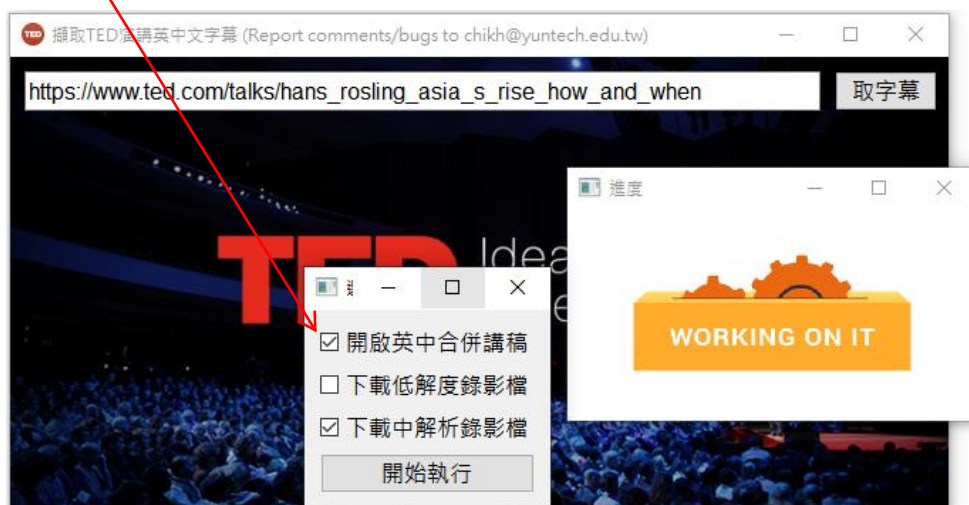 擷取TED演講英中文字幕 (Report comments/bugs to chikh@yuntech.edu.tw)
https://www.ted.com/talks/hans_rosling_asia_s_rise_how_and_when
取字幕
進度
TED
WORKING ON IT
開啟英中合併講稿
下載低解度錄影檔
下載中解析錄影檔
開始執行